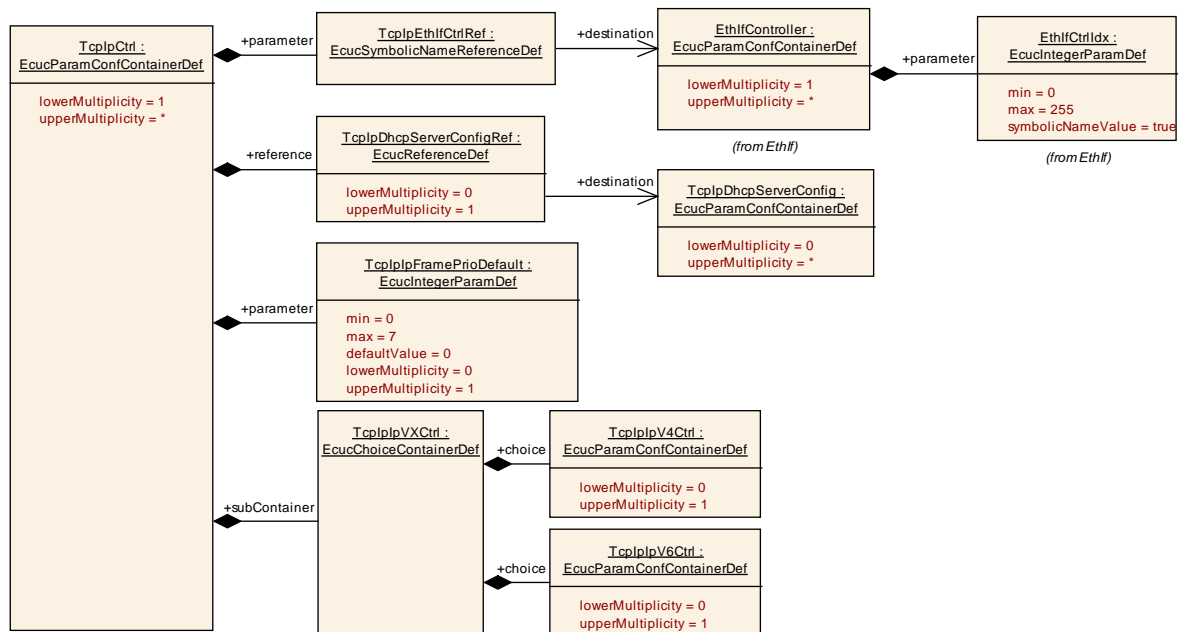 TcpIpCtrl :
EcucParamConfContainerDef
lowerMultiplicity = 1
upperMultiplicity = *
+parameter
TcpIpEthIfCtrlRef :
EcucSymbolicNameReferenceDef
+destination
EthIfController :
EcucParamConfContainerDef
lowerMultiplicity = 1
upperMultiplicity = *
(from EthIf)
+parameter
EthIfCtrlIdx :
EcucIntegerParamDef
min = 0
max = 255
symbolicNameValue = true
(from EthIf)
+reference
TcpIpDhcpServerConfigRef :
EcucReferenceDef
lowerMultiplicity = 0
upperMultiplicity = 1
+destination
TcpIpDhcpServerConfig :
EcucParamConfContainerDef
lowerMultiplicity = 0
upperMultiplicity = *
+parameter
TcpIpIpFramePrioDefault :
EcucIntegerParamDef
min = 0
max = 7
defaultValue = 0
lowerMultiplicity = 0
upperMultiplicity = 1
+subContainer
TcpIpIpVXCtrl :
EcucChoiceContainerDef
+choice
TcpIpIpV4Ctrl :
EcucParamConfContainerDef
lowerMultiplicity = 0
upperMultiplicity = 1
+choice
TcpIpIpV6Ctrl :
EcucParamConfContainerDef
lowerMultiplicity = 0
upperMultiplicity = 1